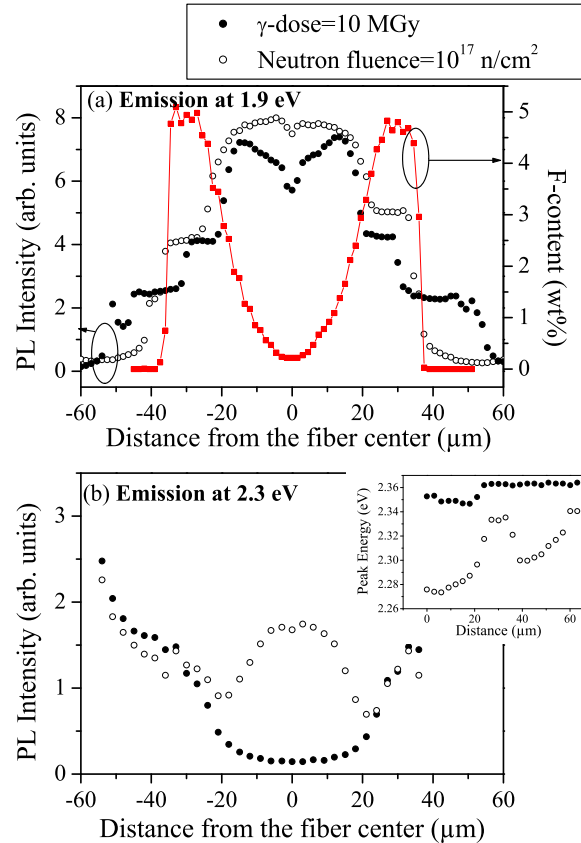 γ-dose=10 MGy
Neutron fluence=10¹⁷ n/cm²
(a) Emission at 1.9 eV
PL Intensity (arb. units)
8
6
4
2
0
F-content (wt%)
5
4
3
2
1
0
-60 -40 -20 0 20 40 60
Distance from the fiber center (µm)
(b) Emission at 2.3 eV
PL Intensity (arb. units)
3
2
1
0
Peak Energy (eV)
2.36
2.34
2.32
2.30
2.28
2.26
0 20 40 60
Distance (µm)
-60 -40 -20 0 20 40 60
Distance from the fiber center (µm)